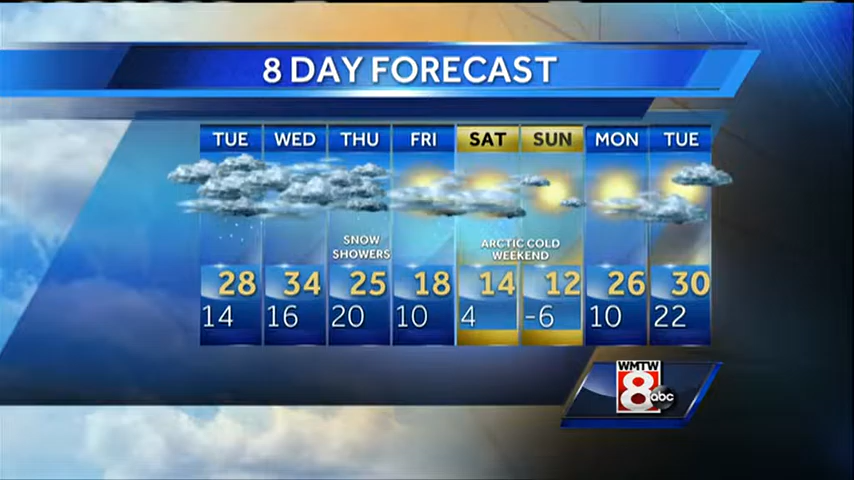 8 DAY FORECAST
TUE WED THU FRI SAT SUN MON TUE
SNOW SHOWERS
ARCTIC COLD WEEKEND
28 34 25 18 14 12 26 30
14 16 20 10 4 -6 10 22
WMTW
8 abc